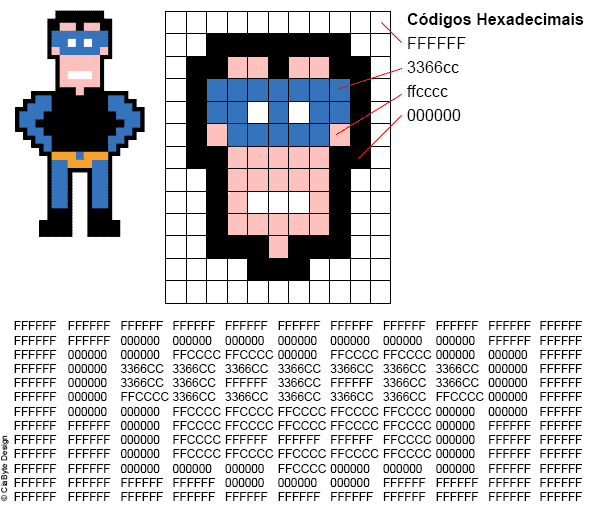 Códigos Hexadecimais
FFFFFF
3366cc
ffcccc
000000
FFFFFF FFFFFF FFFFFF FFFFFF FFFFFF FFFFFF FFFFFF FFFFFF FFFFFF FFFFFF FFFFFF
FFFFFF FFFFFF 000000 000000 000000 000000 000000 000000 000000 FFFFFF FFFFFF
FFFFFF 000000 000000 FFCCCC FFCCCC 000000 FFCCCC FFCCCC 000000 000000 FFFFFF
FFFFFF 000000 3366CC 3366CC 3366CC 3366CC 3366CC 3366CC 3366CC 000000 FFFFFF
FFFFFF 000000 3366CC 3366CC FFFFFF 3366CC FFFFFF 3366CC 3366CC 000000 FFFFFF
FFFFFF 000000 FFCCCC 3366CC 3366CC 3366CC 3366CC 3366CC FFCCCC 000000 FFFFFF
FFFFFF 000000 000000 FFCCCC FFCCCC FFCCCC FFCCCC FFCCCC 000000 000000 FFFFFF
FFFFFF FFFFFF 000000 FFCCCC FFCCCC FFCCCC FFCCCC FFCCCC 000000 FFFFFF FFFFFF
FFFFFF FFFFFF 000000 FFCCCC FFFFFF FFFFFF FFFFFF FFCCCC 000000 FFFFFF FFFFFF
FFFFFF FFFFFF 000000 FFCCCC FFCCCC FFCCCC FFCCCC FFCCCC 000000 FFFFFF FFFFFF
FFFFFF FFFFFF 000000 000000 000000 FFCCCC 000000 000000 000000 FFFFFF FFFFFF
FFFFFF FFFFFF FFFFFF FFFFFF 000000 000000 000000 FFFFFF FFFFFF FFFFFF FFFFFF
FFFFFF FFFFFF FFFFFF FFFFFF FFFFFF FFFFFF FFFFFF FFFFFF FFFFFF FFFFFF FFFFFF
© CiaByte Design